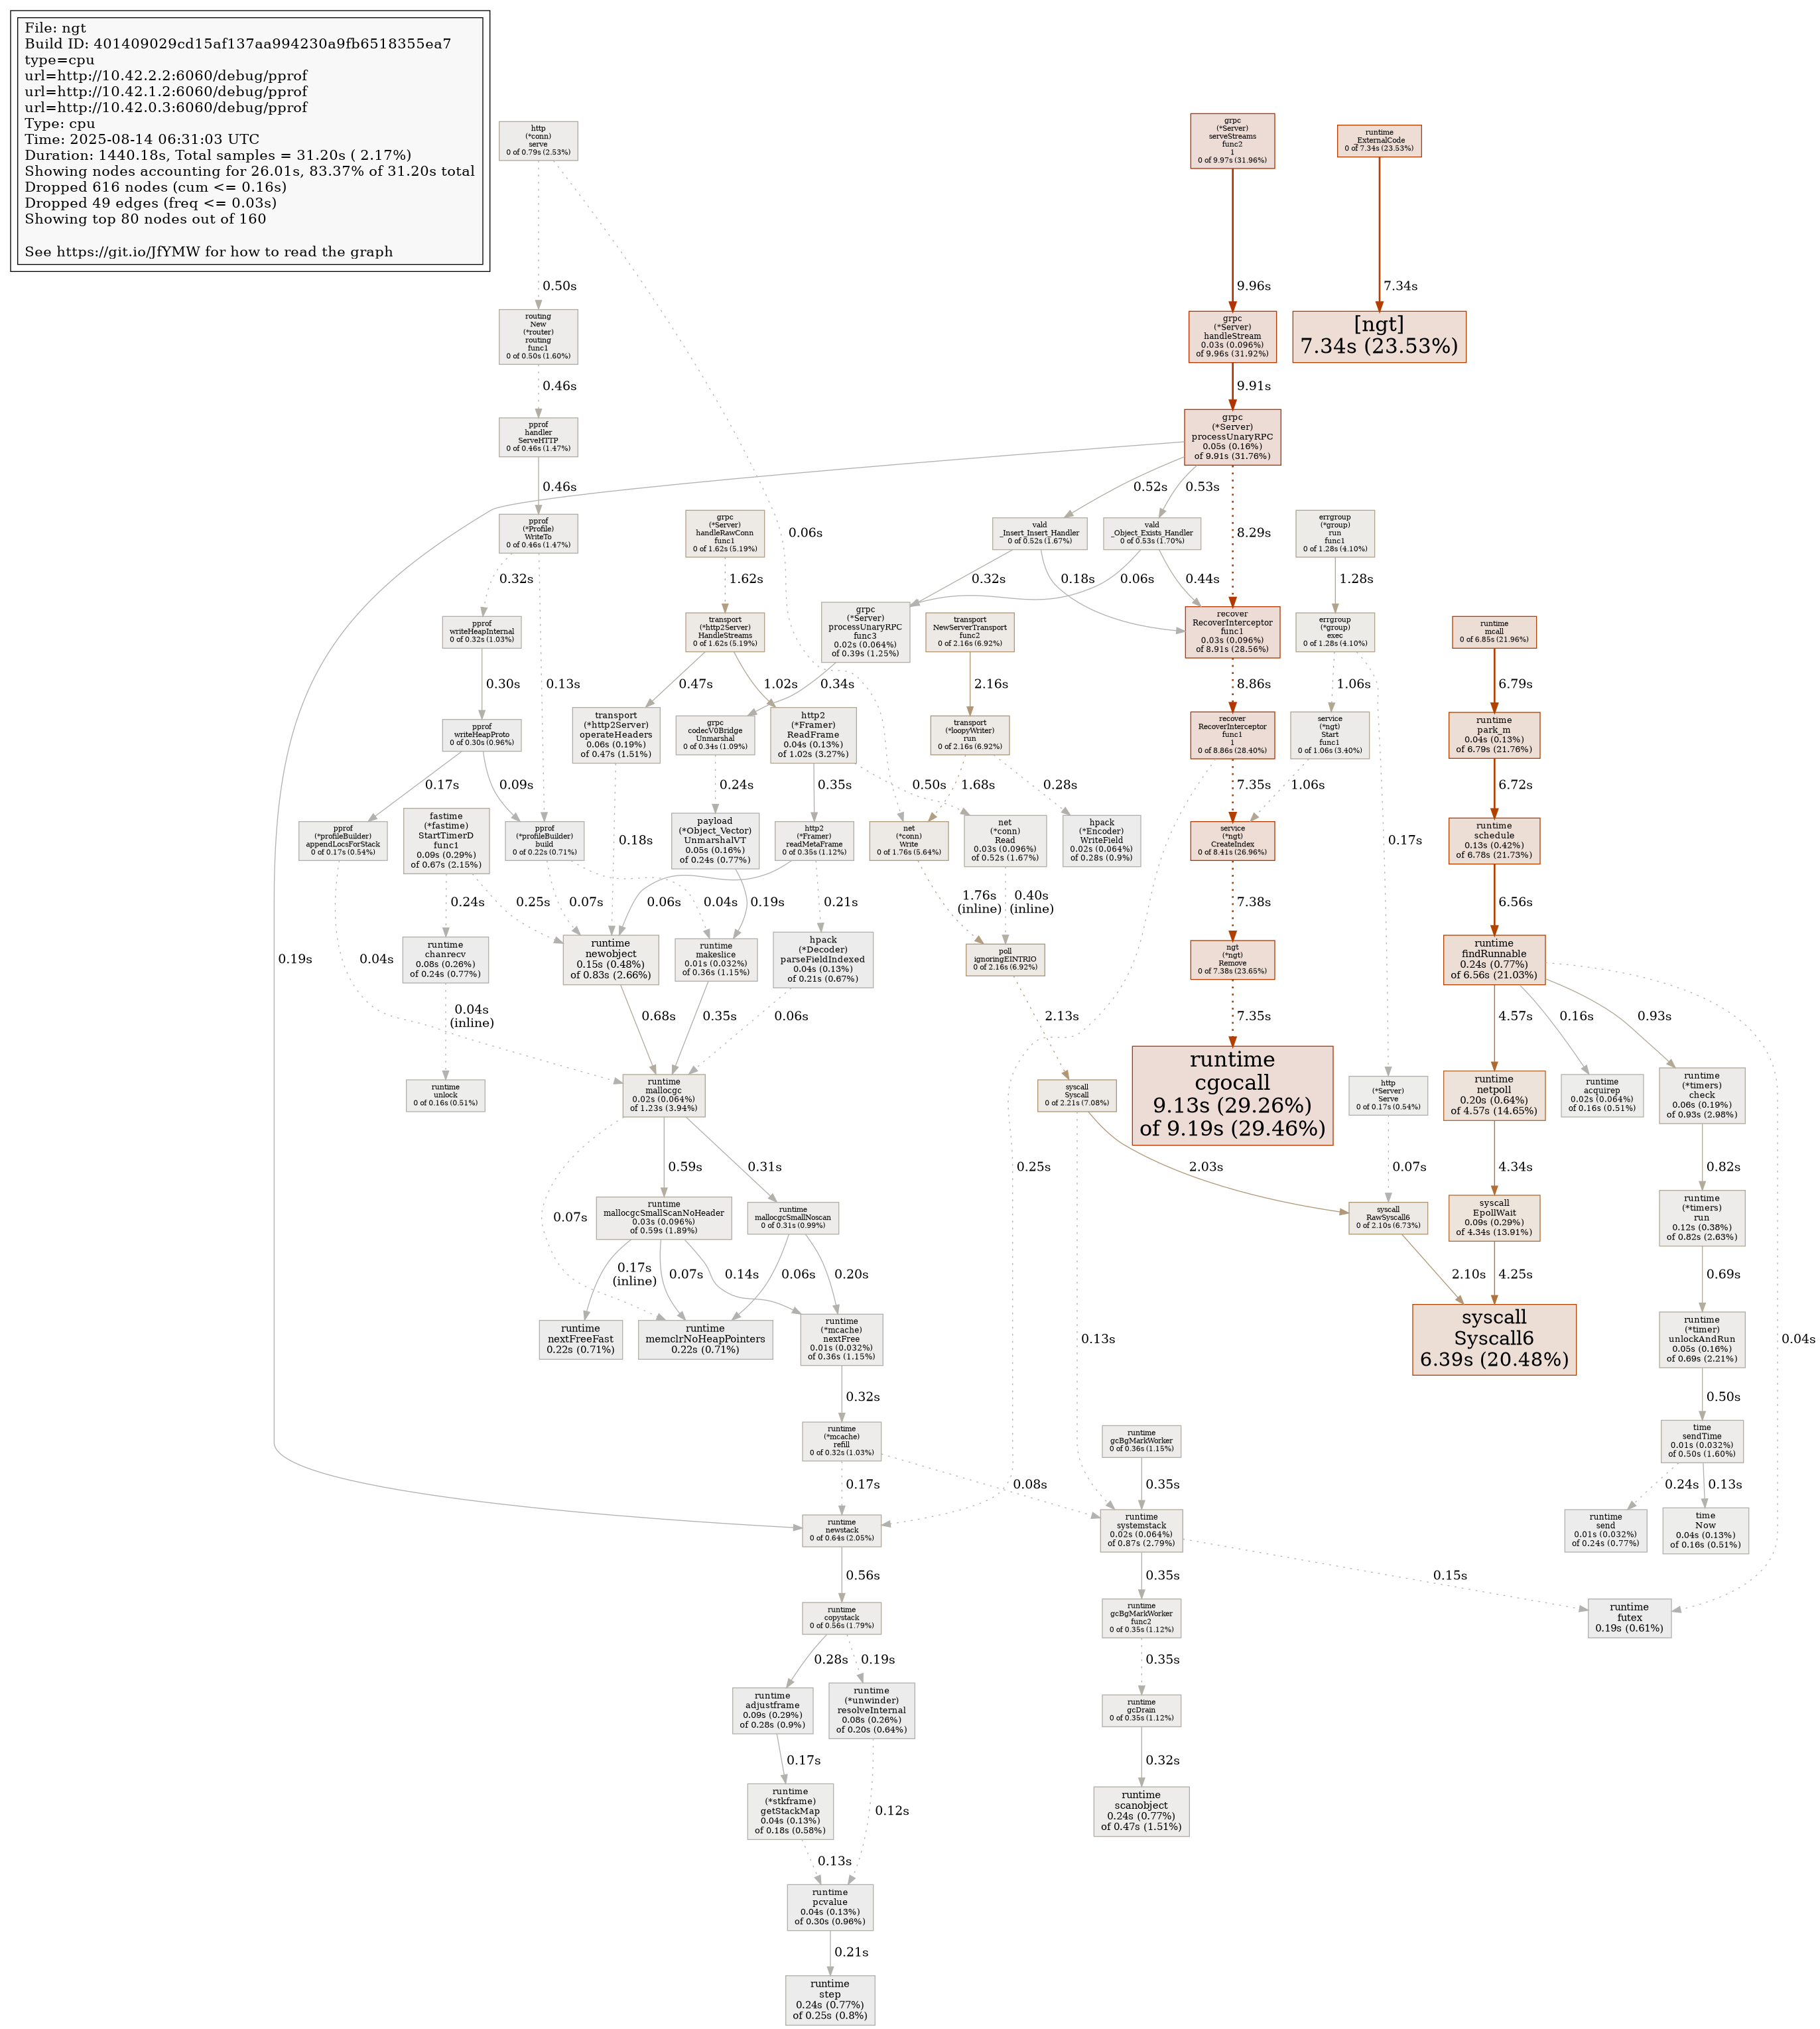 File: ngt
Build ID: 401409029cd15af137aa994230a9fb6518355ea7
type=cpu
url=http://10.42.2.2:6060/debug/pprof
url=http://10.42.1.2:6060/debug/pprof
url=http://10.42.0.3:6060/debug/pprof
Type: cpu
Time: 2025-08-14 06:31:03 UTC
Duration: 1440.18s, Total samples = 31.20s ( 2.17%)
Showing nodes accounting for 26.01s, 83.37% of 31.20s total
Dropped 616 nodes (cum <= 0.16s)
Dropped 49 edges (freq <= 0.03s)
Showing top 80 nodes out of 160
See https://git.io/JfYMW for how to read the graph
http
(*conn)
serve
0 of 0.79s (2.53%)
grpc
(*Server)
serveStreams
func2
1
0 of 9.97s (31.96%)
runtime
_ExternalCode
0 of 7.34s (23.53%)
0.50s
9.96s
7.34s
routing
New
(*router)
routing
func1
0 of 0.50s (1.60%)
grpc
(*Server)
handleStream
0.03s (0.096%)
of 9.96s (31.92%)
[ngt]
7.34s (23.53%)
0.46s
9.91s
pprof
handler
ServeHTTP
0 of 0.46s (1.47%)
grpc
(*Server)
processUnaryRPC
0.05s (0.16%)
of 9.91s (31.76%)
0.46s
0.52s
0.53s
pprof
(*Profile)
WriteTo
0 of 0.46s (1.47%)
grpc
(*Server)
handleRawConn
func1
0 of 1.62s (5.19%)
0.06s
vald
_Insert_Insert_Handler
0 of 0.52s (1.67%)
vald
_Object_Exists_Handler
0 of 0.53s (1.70%)
8.29s
errgroup
(*group)
run
func1
0 of 1.28s (4.10%)
0.32s
1.62s
0.32s
0.18s
0.06s
0.44s
1.28s
pprof
writeHeapInternal
0 of 0.32s (1.03%)
transport
(*http2Server)
HandleStreams
0 of 1.62s (5.19%)
grpc
(*Server)
processUnaryRPC
func3
0.02s (0.064%)
of 0.39s (1.25%)
transport
NewServerTransport
func2
0 of 2.16s (6.92%)
recover
RecoverInterceptor
func1
0.03s (0.096%)
of 8.91s (28.56%)
errgroup
(*group)
exec
0 of 1.28s (4.10%)
runtime
mcall
0 of 6.85s (21.96%)
0.30s
0.13s
0.47s
1.02s
0.34s
2.16s
8.86s
1.06s
6.79s
pprof
writeHeapProto
0 of 0.30s (0.96%)
transport
(*http2Server)
operateHeaders
0.06s (0.19%)
of 0.47s (1.51%)
grpc
codecV0Bridge
Unmarshal
0 of 0.34s (1.09%)
http2
(*Framer)
ReadFrame
0.04s (0.13%)
of 1.02s (3.27%)
transport
(*loopyWriter)
run
0 of 2.16s (6.92%)
recover
RecoverInterceptor
func1
1
0 of 8.86s (28.40%)
service
(*ngt)
Start
func1
0 of 1.06s (3.40%)
runtime
park_m
0.04s (0.13%)
of 6.79s (21.76%)
0.17s
0.09s
0.24s
0.35s
0.50s
1.68s
0.28s
7.35s
1.06s
6.72s
pprof
(*profileBuilder)
appendLocsForStack
0 of 0.17s (0.54%)
fastime
(*fastime)
StartTimerD
func1
0.09s (0.29%)
of 0.67s (2.15%)
pprof
(*profileBuilder)
build
0 of 0.22s (0.71%)
0.18s
payload
(*Object_Vector)
UnmarshalVT
0.05s (0.16%)
of 0.24s (0.77%)
http2
(*Framer)
readMetaFrame
0 of 0.35s (1.12%)
net
(*conn)
Write
0 of 1.76s (5.64%)
net
(*conn)
Read
0.03s (0.096%)
of 0.52s (1.67%)
hpack
(*Encoder)
WriteField
0.02s (0.064%)
of 0.28s (0.9%)
service
(*ngt)
CreateIndex
0 of 8.41s (26.96%)
0.17s
runtime
schedule
0.13s (0.42%)
of 6.78s (21.73%)
0.24s
0.25s
0.07s
0.04s
0.06s
0.19s
0.21s
1.76s
(inline)
0.40s
(inline)
7.38s
6.56s
0.19s
0.04s
runtime
chanrecv
0.08s (0.26%)
of 0.24s (0.77%)
runtime
newobject
0.15s (0.48%)
of 0.83s (2.66%)
runtime
makeslice
0.01s (0.032%)
of 0.36s (1.15%)
hpack
(*Decoder)
parseFieldIndexed
0.04s (0.13%)
of 0.21s (0.67%)
poll
ignoringEINTRIO
0 of 2.16s (6.92%)
ngt
(*ngt)
Remove
0 of 7.38s (23.65%)
runtime
findRunnable
0.24s (0.77%)
of 6.56s (21.03%)
0.04s
(inline)
0.68s
0.35s
0.06s
2.13s
7.35s
4.57s
0.16s
0.93s
runtime
unlock
0 of 0.16s (0.51%)
runtime
mallocgc
0.02s (0.064%)
of 1.23s (3.94%)
syscall
Syscall
0 of 2.21s (7.08%)
runtime
cgocall
9.13s (29.26%)
of 9.19s (29.46%)
http
(*Server)
Serve
0 of 0.17s (0.54%)
runtime
netpoll
0.20s (0.64%)
of 4.57s (14.65%)
runtime
acquirep
0.02s (0.064%)
of 0.16s (0.51%)
runtime
(*timers)
check
0.06s (0.19%)
of 0.93s (2.98%)
0.07s
0.59s
0.31s
0.25s
2.03s
0.07s
4.34s
0.82s
runtime
mallocgcSmallScanNoHeader
0.03s (0.096%)
of 0.59s (1.89%)
runtime
mallocgcSmallNoscan
0 of 0.31s (0.99%)
syscall
RawSyscall6
0 of 2.10s (6.73%)
syscall
EpollWait
0.09s (0.29%)
of 4.34s (13.91%)
runtime
(*timers)
run
0.12s (0.38%)
of 0.82s (2.63%)
0.17s
(inline)
0.07s
0.14s
0.06s
0.20s
2.10s
4.25s
0.69s
runtime
nextFreeFast
0.22s (0.71%)
runtime
memclrNoHeapPointers
0.22s (0.71%)
runtime
(*mcache)
nextFree
0.01s (0.032%)
of 0.36s (1.15%)
0.13s
syscall
Syscall6
6.39s (20.48%)
runtime
(*timer)
unlockAndRun
0.05s (0.16%)
of 0.69s (2.21%)
0.04s
0.32s
0.50s
runtime
(*mcache)
refill
0 of 0.32s (1.03%)
runtime
gcBgMarkWorker
0 of 0.36s (1.15%)
time
sendTime
0.01s (0.032%)
of 0.50s (1.60%)
0.17s
0.08s
0.35s
0.24s
0.13s
runtime
newstack
0 of 0.64s (2.05%)
runtime
systemstack
0.02s (0.064%)
of 0.87s (2.79%)
runtime
send
0.01s (0.032%)
of 0.24s (0.77%)
time
Now
0.04s (0.13%)
of 0.16s (0.51%)
0.56s
0.35s
0.15s
runtime
copystack
0 of 0.56s (1.79%)
runtime
gcBgMarkWorker
func2
0 of 0.35s (1.12%)
runtime
futex
0.19s (0.61%)
0.28s
0.19s
0.35s
runtime
adjustframe
0.09s (0.29%)
of 0.28s (0.9%)
runtime
(*unwinder)
resolveInternal
0.08s (0.26%)
of 0.20s (0.64%)
runtime
gcDrain
0 of 0.35s (1.12%)
0.17s
0.32s
runtime
(*stkframe)
getStackMap
0.04s (0.13%)
of 0.18s (0.58%)
0.12s
runtime
scanobject
0.24s (0.77%)
of 0.47s (1.51%)
0.13s
runtime
pcvalue
0.04s (0.13%)
of 0.30s (0.96%)
0.21s
runtime
step
0.24s (0.77%)
of 0.25s (0.8%)